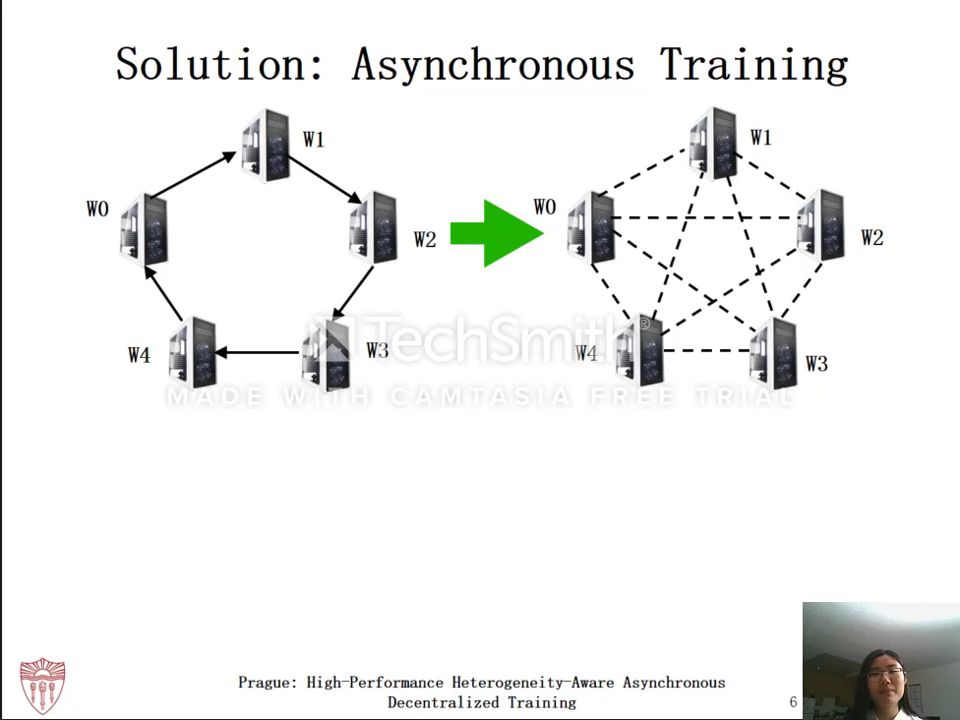 Solution: Asynchronous Training
W1
W1
W0
W0
W2
W2
TechSmith®
W4
W3
W4
W3
MADE WITH CAMTASIA FREE TRIAL
Prague: High-Performance Heterogeneity-Aware Asynchronous
Decentralized Training
6